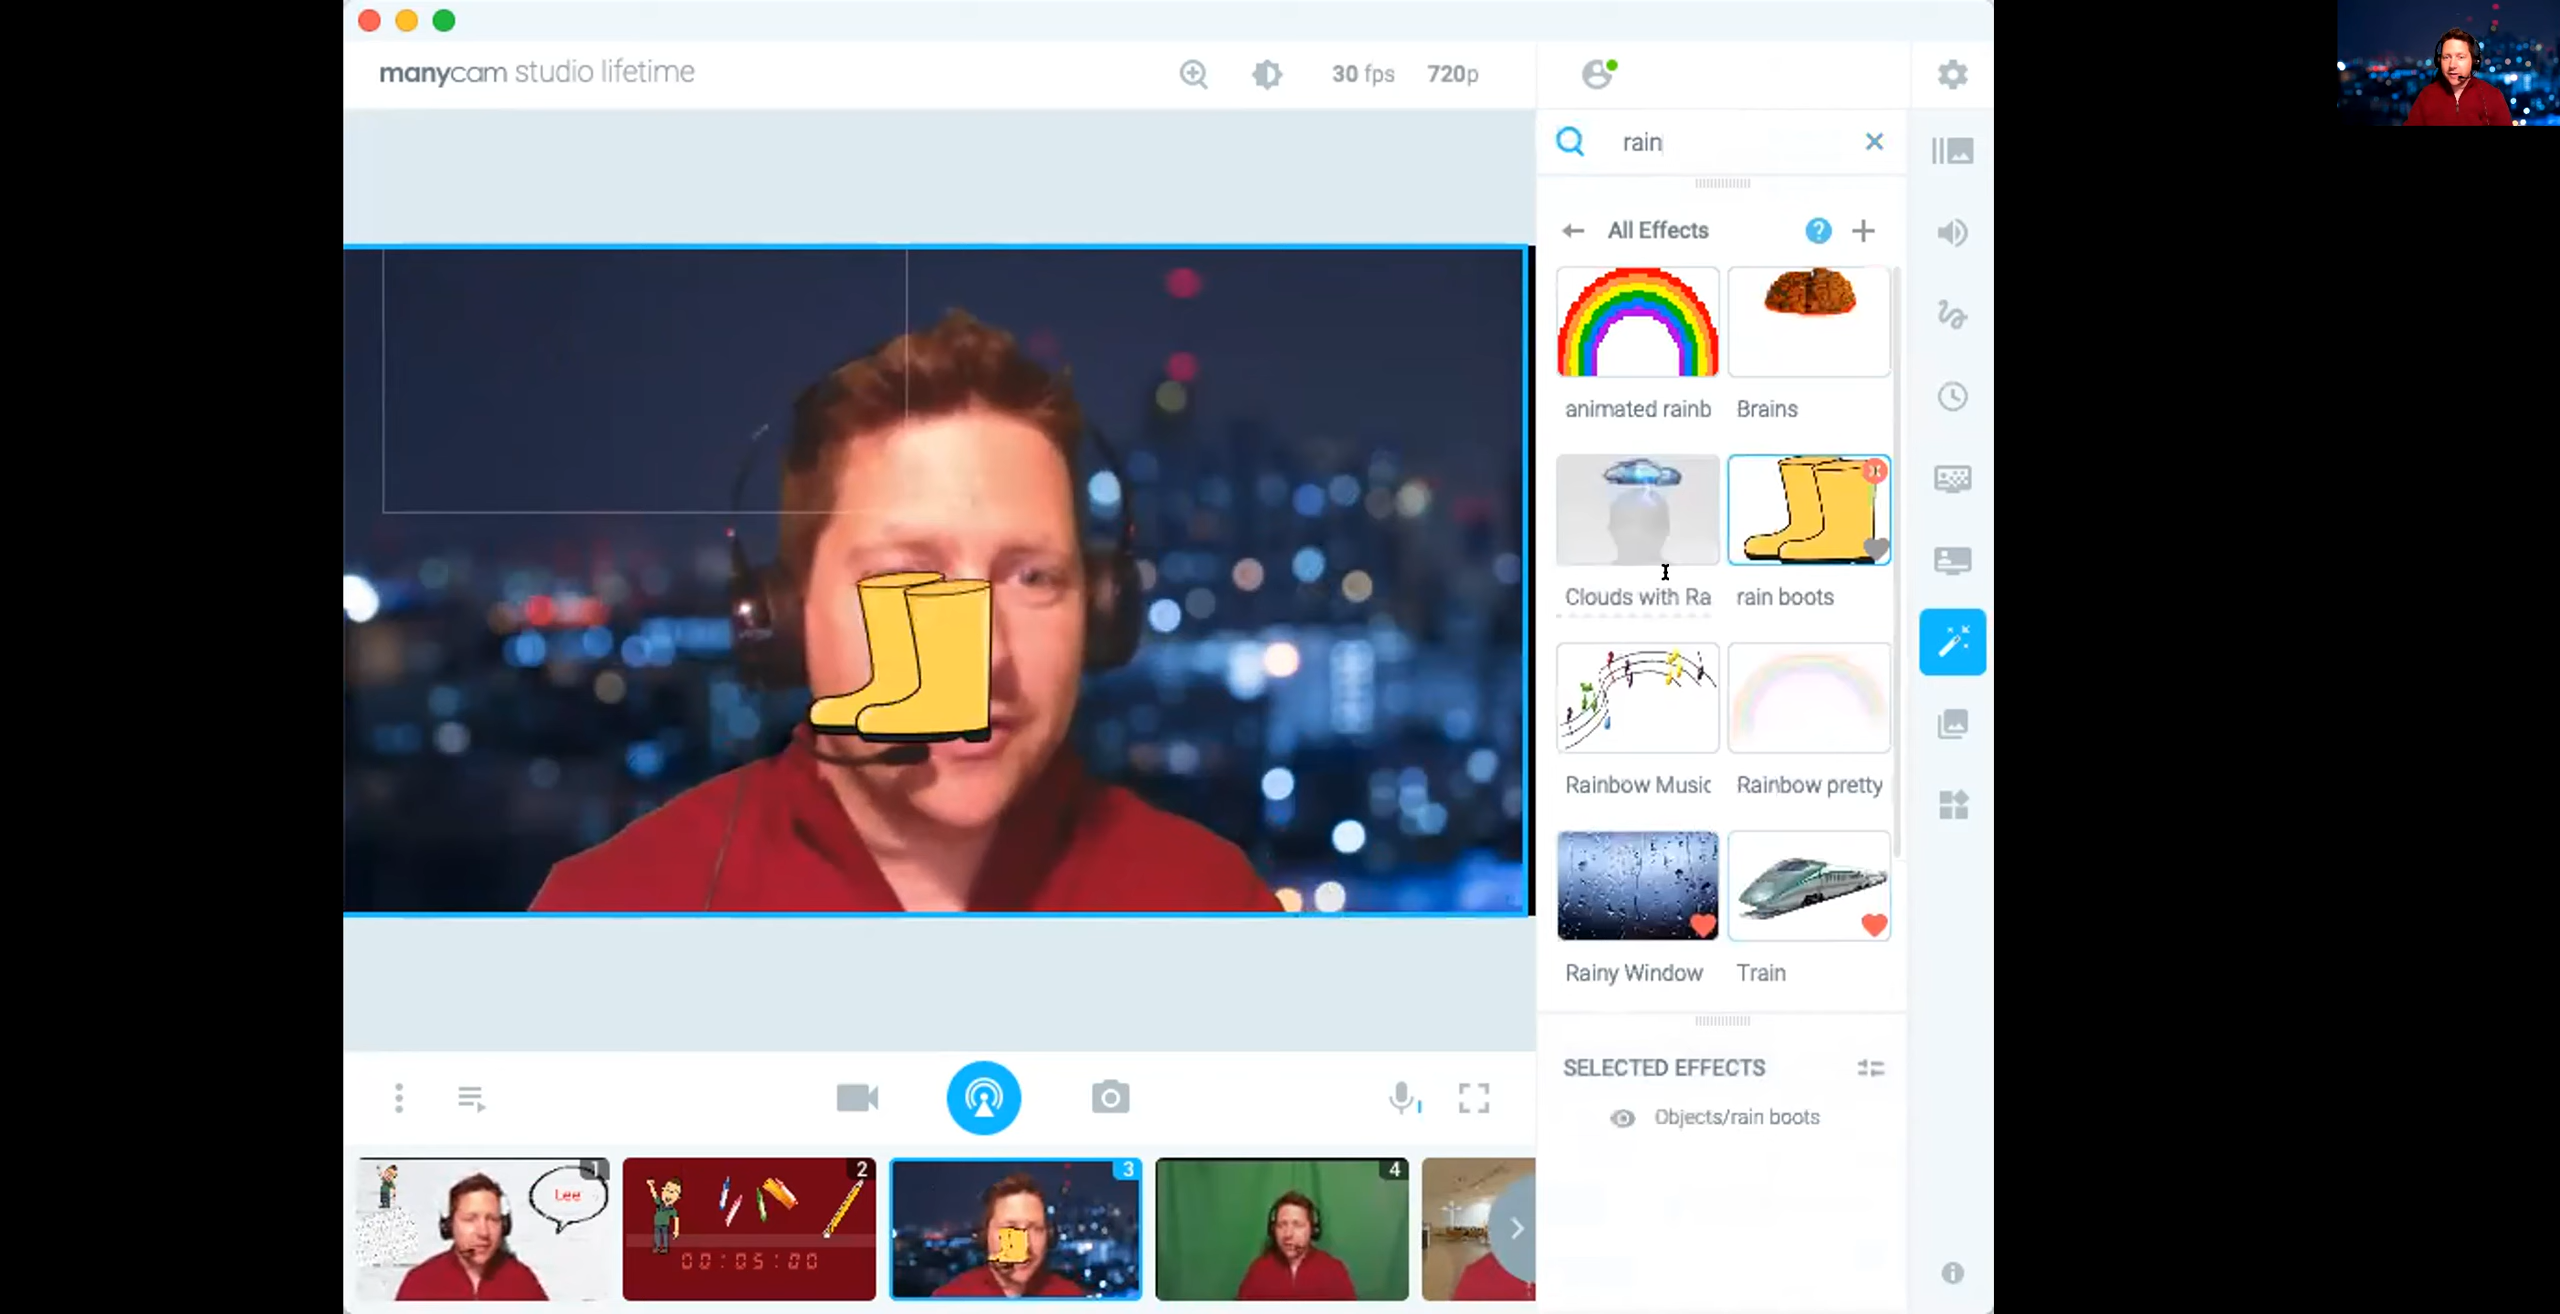 manycam studio lifetime
30 fps 720p
rain
All Effects
?
animated rainb
Brains
Clouds with Ra
rain boots
Rainbow Music
Rainbow pretty
Rainy Window
Train
SELECTED EFFECTS
Objects/rain boots
1
Lee
2
00:05:00
3
4